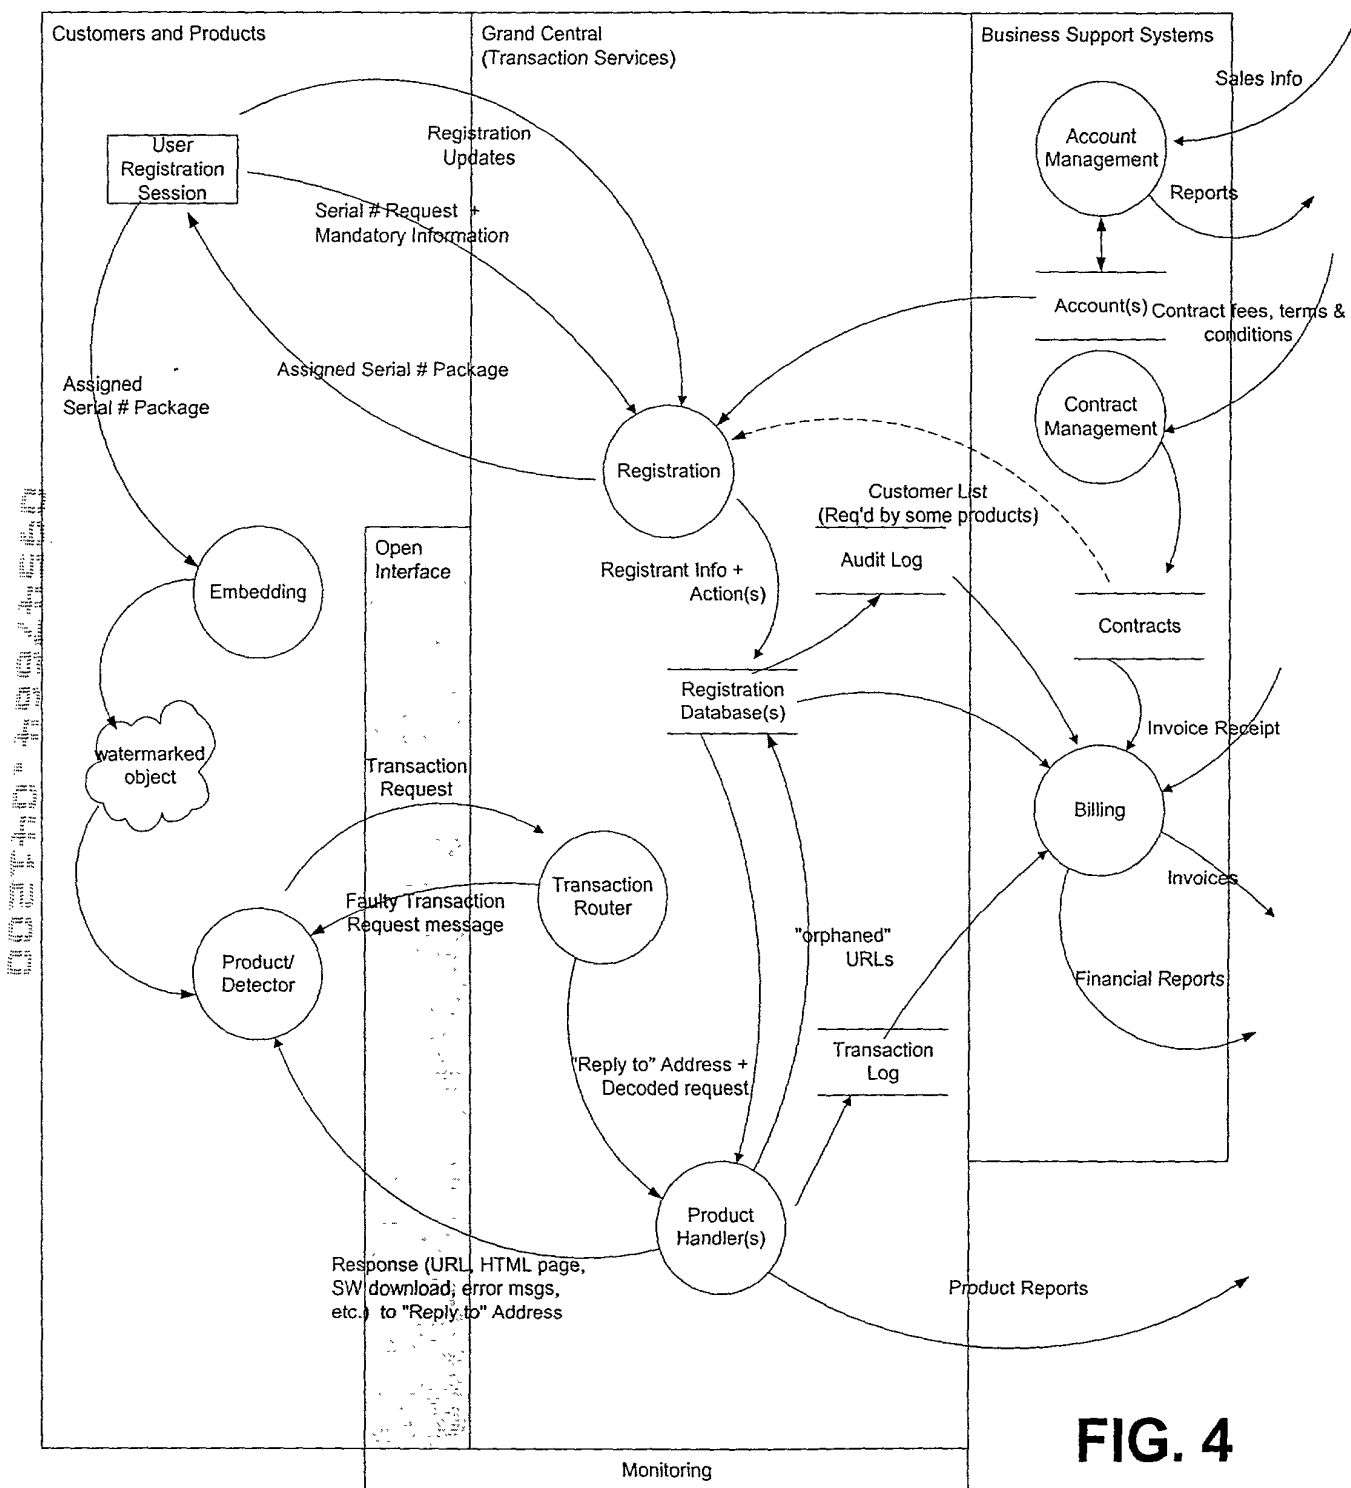 Customers and Products
Grand Central
(Transaction Services)
Business Support Systems
Sales Info
User
Registration
Session
Registration
Updates
Account
Management
Reports
Serial # Request +
Mandatory Information
Account(s)
Contract fees, terms &
conditions
Assigned Serial # Package
Assigned
Serial # Package
Contract
Management
Registration
Customer List
(Req'd by some products)
Open
Interface
Audit Log
Registrant Info +
Action(s)
Embedding
Contracts
Registration
Database(s)
Invoice Receipt
watermarked
object
Transaction
Request
Billing
Transaction
Router
Invoices
Faulty Transaction
Request message
"orphaned"
URLs
Product/
Detector
Financial Reports
"Reply to" Address +
Decoded request
Transaction
Log
Product
Handler(s)
Response (URL, HTML page,
SW download, error msgs,
etc.) to "Reply to" Address
Product Reports
FIG. 4
Monitoring